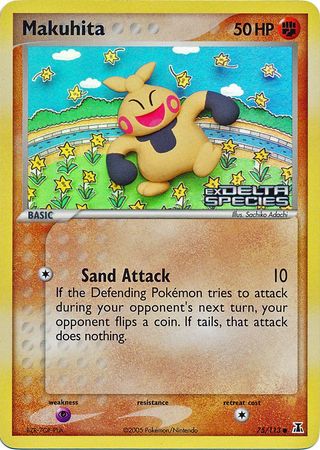 Makuhita
50 HP
EX DELTA
SPECIES
BASIC
Illus. Sachiko Adachi
Sand Attack 10
If the Defending Pokémon tries to attack
during your opponent's next turn, your
opponent flips a coin. If tails, that attack
does nothing.
weakness resistance retreat cost
©2005 Pokémon/Nintendo 75/113